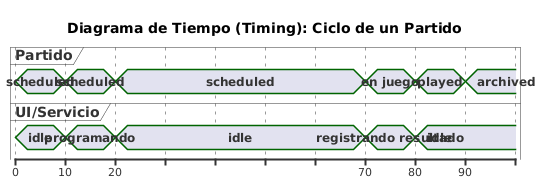 Diagrama de Tiempo (Timing): Ciclo de un Partido
Partido
scheduled scheduled scheduled en juego played archived
UI/Servicio
idle programando idle registrando resultado idle
0 10 20 70 80 90